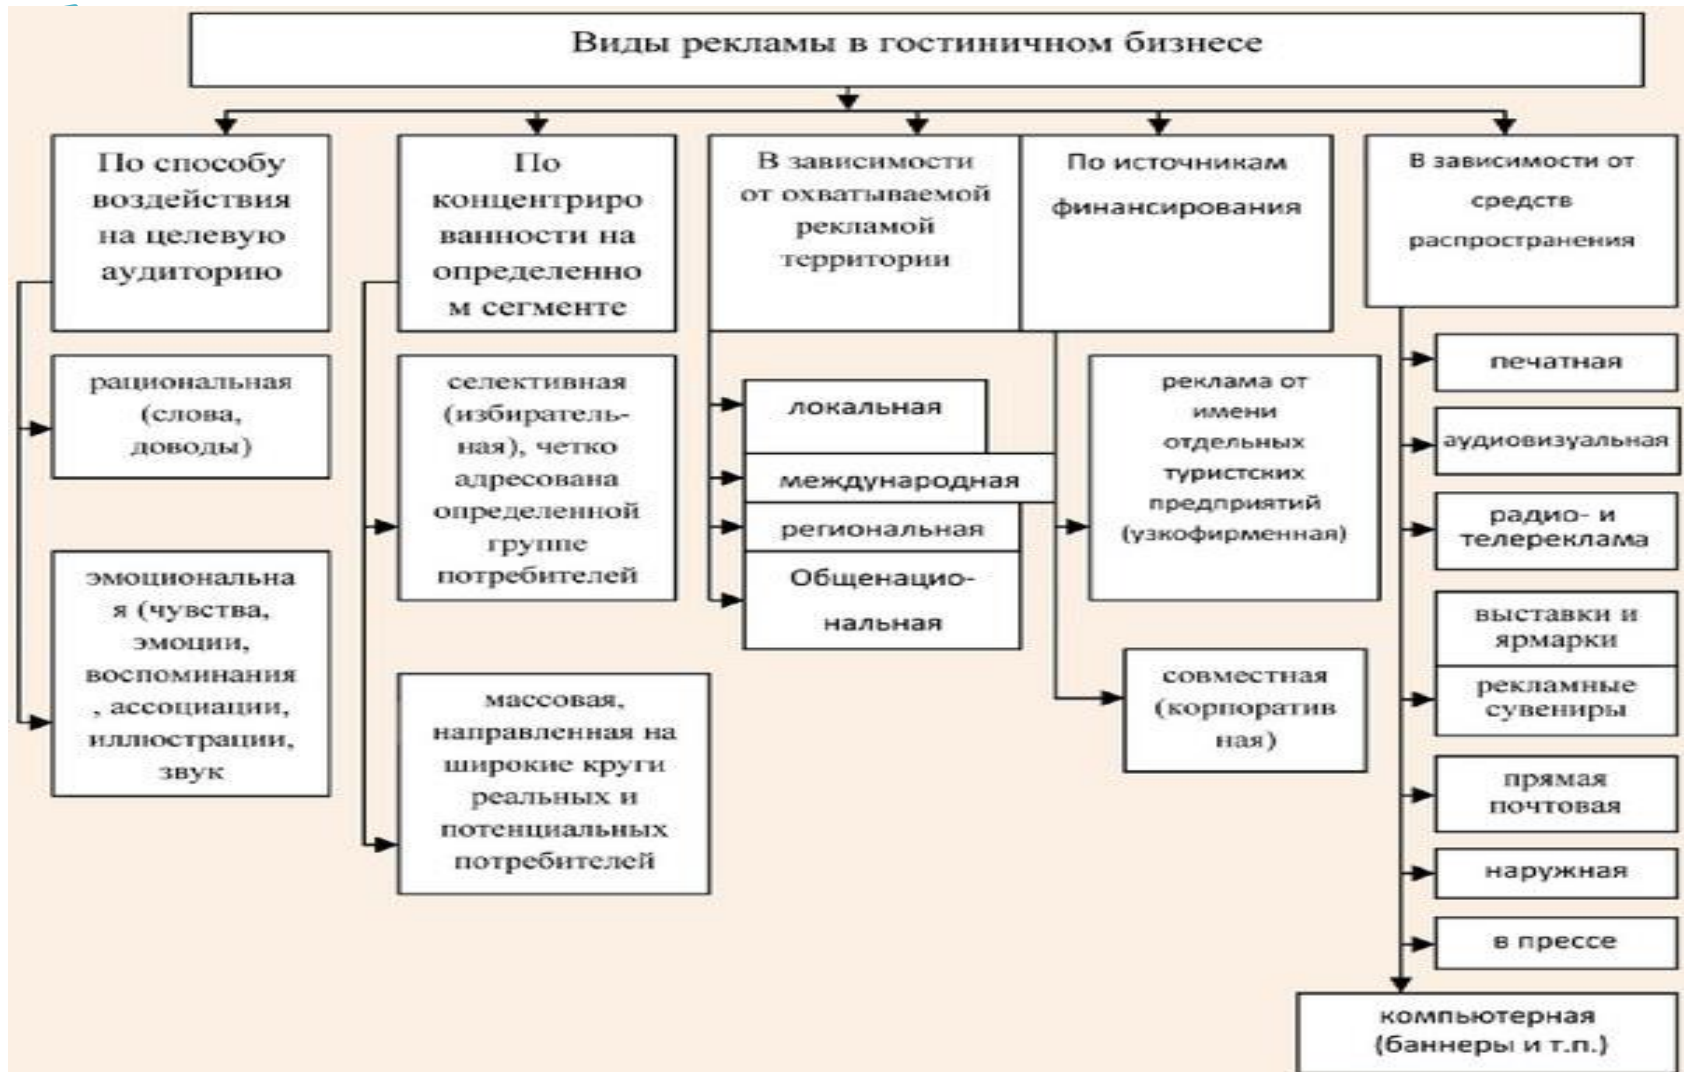 Виды рекламы в гостиничном бизнесе
По способу
воздействия
на целевую
аудиторию
рациональная
(слова,
доводы)
эмоциональна
я (чувства,
эмоции,
воспоминания
, ассоциации,
иллюстрации,
звук
По
концентриро
ванности на
определенно
м сегменте
селективная
(избиратель-
ная), четко
адресована
определенной
группе
потребителей
массовая,
направленная на
широкие круги
реальных и
потенциальных
потребителей
В зависимости
от охватываемой
рекламой
территории
локальная
международная
региональная
Общенацио-
нальная
По источникам
финансирования
реклама от
имени
отдельных
туристских
предприятий
(узкофирменная)
совместная
(корпоратив
ная)
В зависимости от
средств
распространения
печатная
аудиовизуальная
радио- и
телереклама
выставки и
ярмарки
рекламные
сувениры
прямая
почтовая
наружная
в прессе
компьютерная
(баннеры и т.п.)